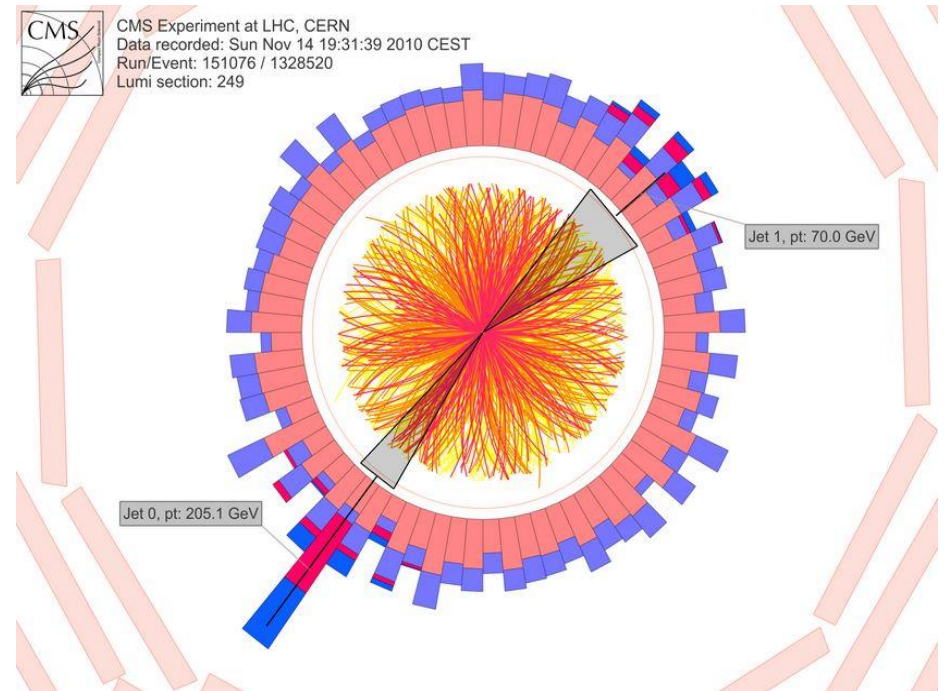 CMS
CMS Experiment at LHC, CERN
Data recorded: Sun Nov 14 19:31:39 2010 CEST
Run/Event: 151076 / 1328520
Lumi section: 249
Jet 1, pt: 70.0 GeV
Jet 0, pt: 205.1 GeV